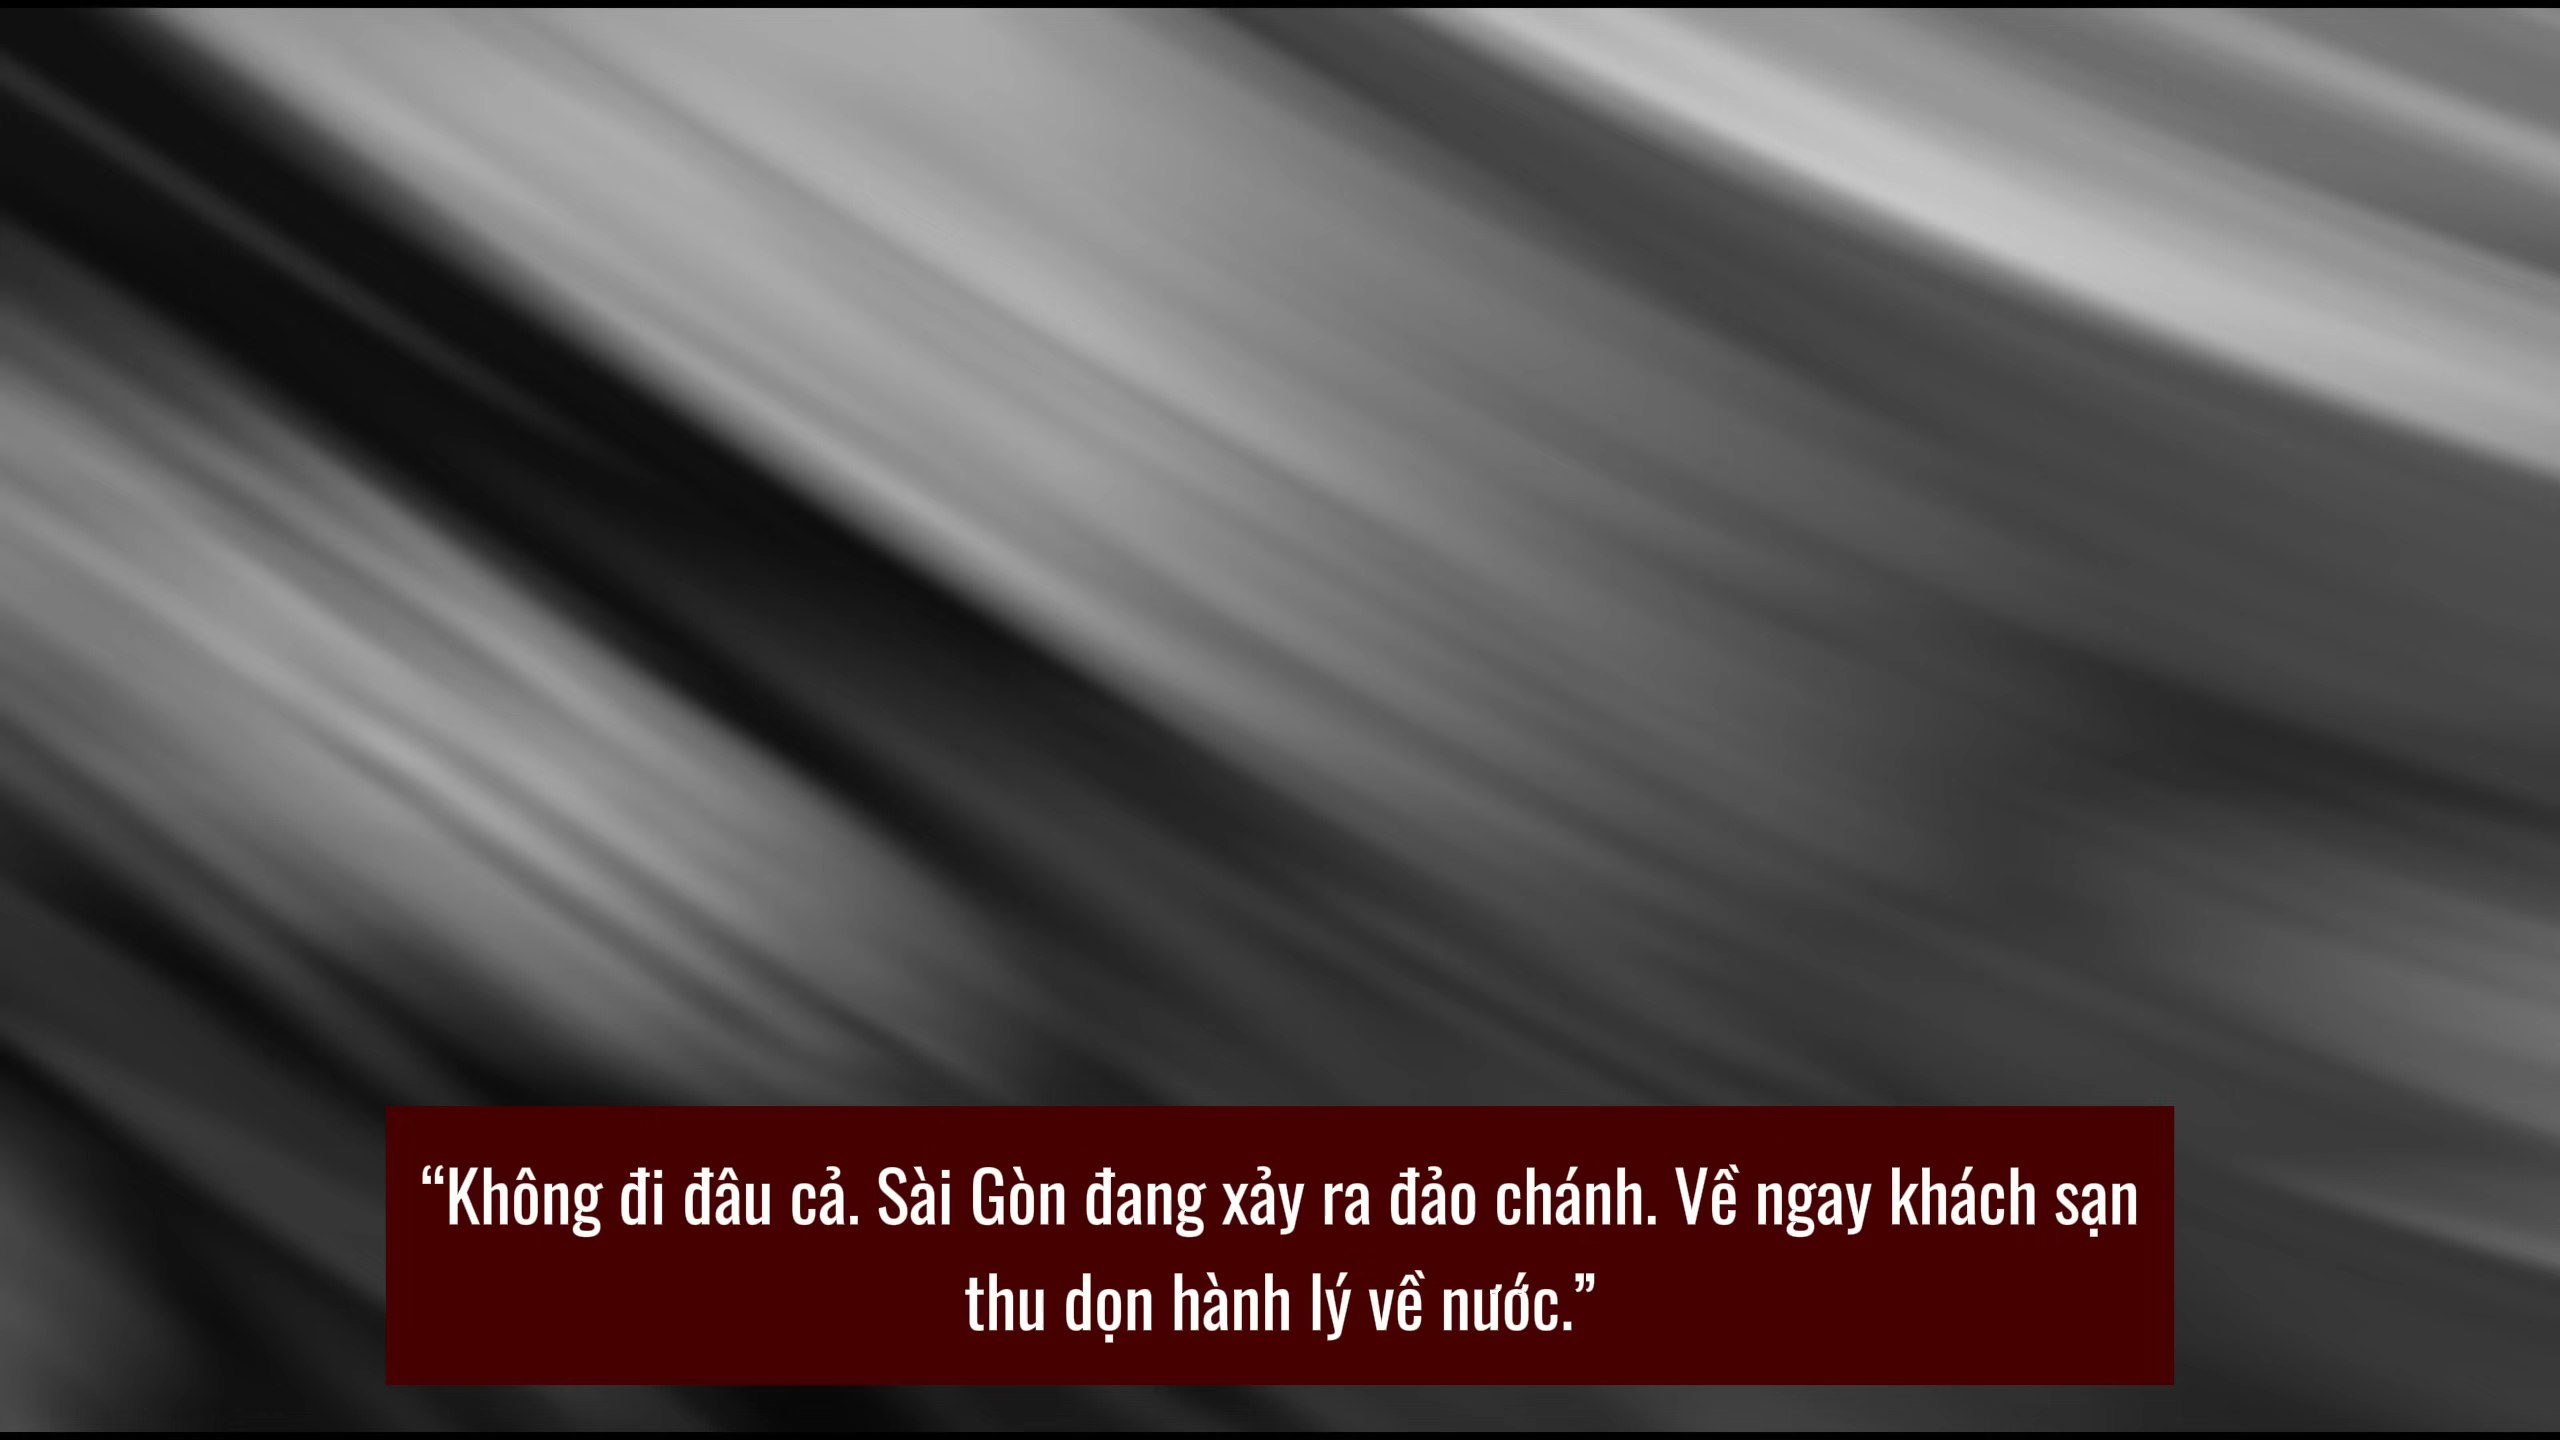 “Không đi đâu cả. Sài Gòn đang xảy ra đảo chánh. Về ngay khách sạn
thu dọn hành lý về nước.”